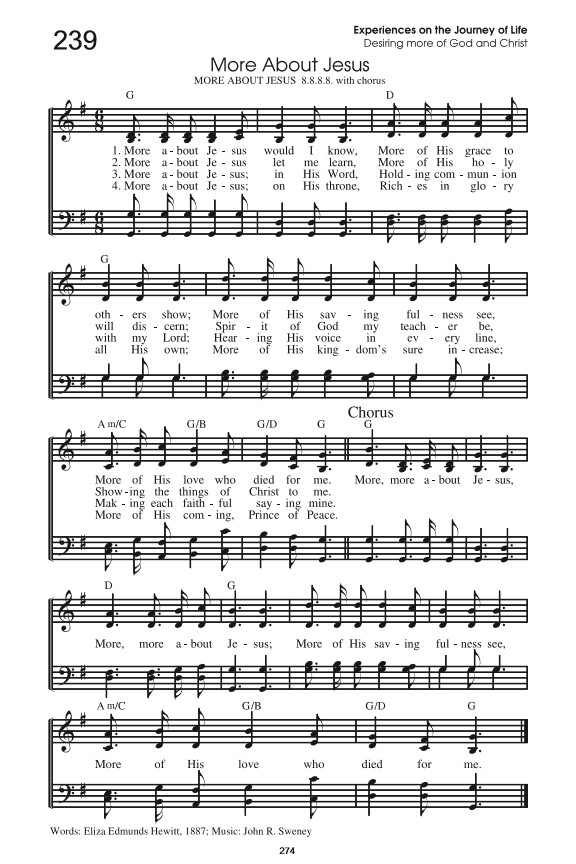 239
Experiences on the Journey of Life
Desiring more of God and Christ
More About Jesus
MORE ABOUT JESUS 8.8.8.8. with chorus
G D
1. More a - bout Je - sus would I know, More of His grace to
2. More a - bout Je - sus let me learn, More of His ho - ly
3. More a - bout Je - sus; in His Word, Hold - ing com - mun - ion
4. More a - bout Je - sus; on His throne, Rich - es in glo - ry
G
oth - ers show; More of His sav - ing ful - ness see,
will dis - cern; Spir - it of God my teach - er be,
with my Lord; Hear - ing His voice in ev - ery line,
all His own; More of His king - dom's sure in - crease;
Chorus
A m/C G/B G/D G G
More of His love who died for me. More, more a - bout Je - sus,
Show - ing the things of Christ to me.
Mak - ing each faith - ful say - ing mine.
More of His com - ing, Prince of Peace.
D G
More, more a - bout Je - sus; More of His sav - ing ful - ness see,
A m/C G/B G/D G
More of His love who died for me.
Words: Eliza Edmunds Hewitt, 1887; Music: John R. Sweney
274